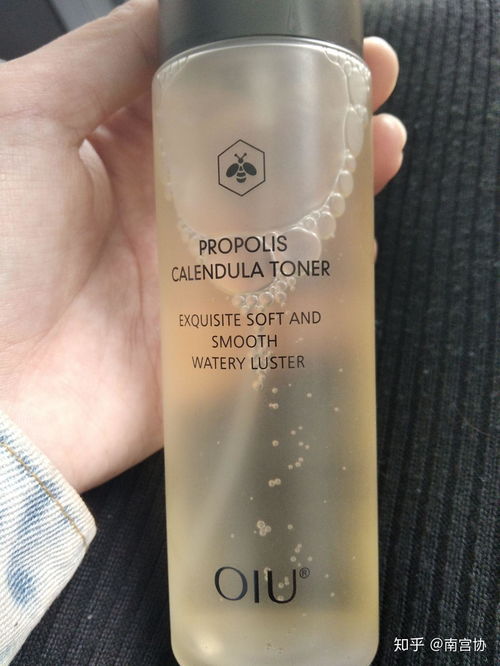 PROPOLIS
CALENDULA TONER
EXQUISITE SOFT AND
SMOOTH
WATERY LUSTER
OIU®
知乎 @南宫协